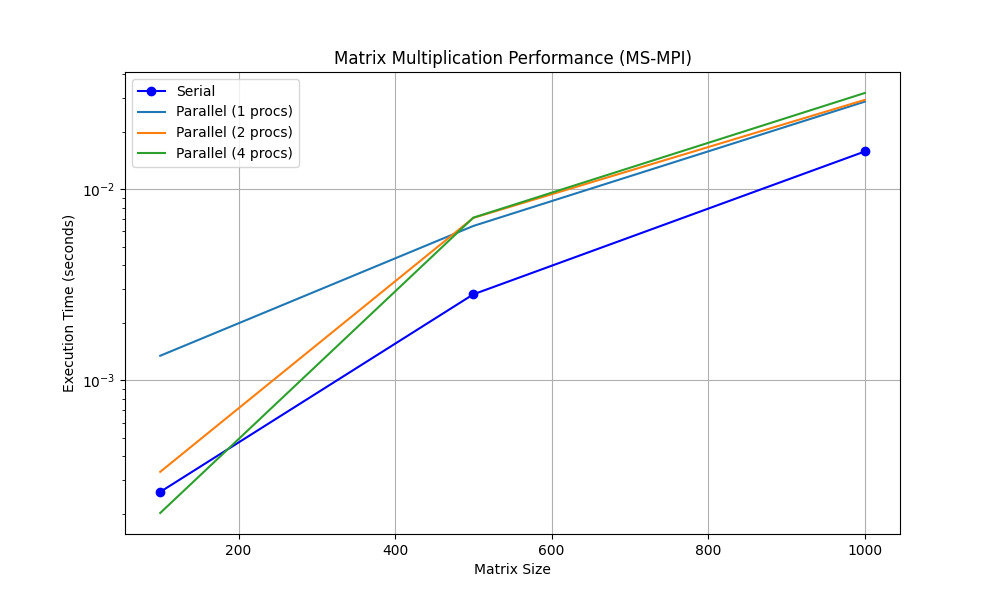 Matrix Multiplication Performance (MS-MPI)
Serial
Parallel (1 procs)
Parallel (2 procs)
Parallel (4 procs)
Execution Time (seconds)
10⁻²
10⁻³
200 400 600 800 1000
Matrix Size